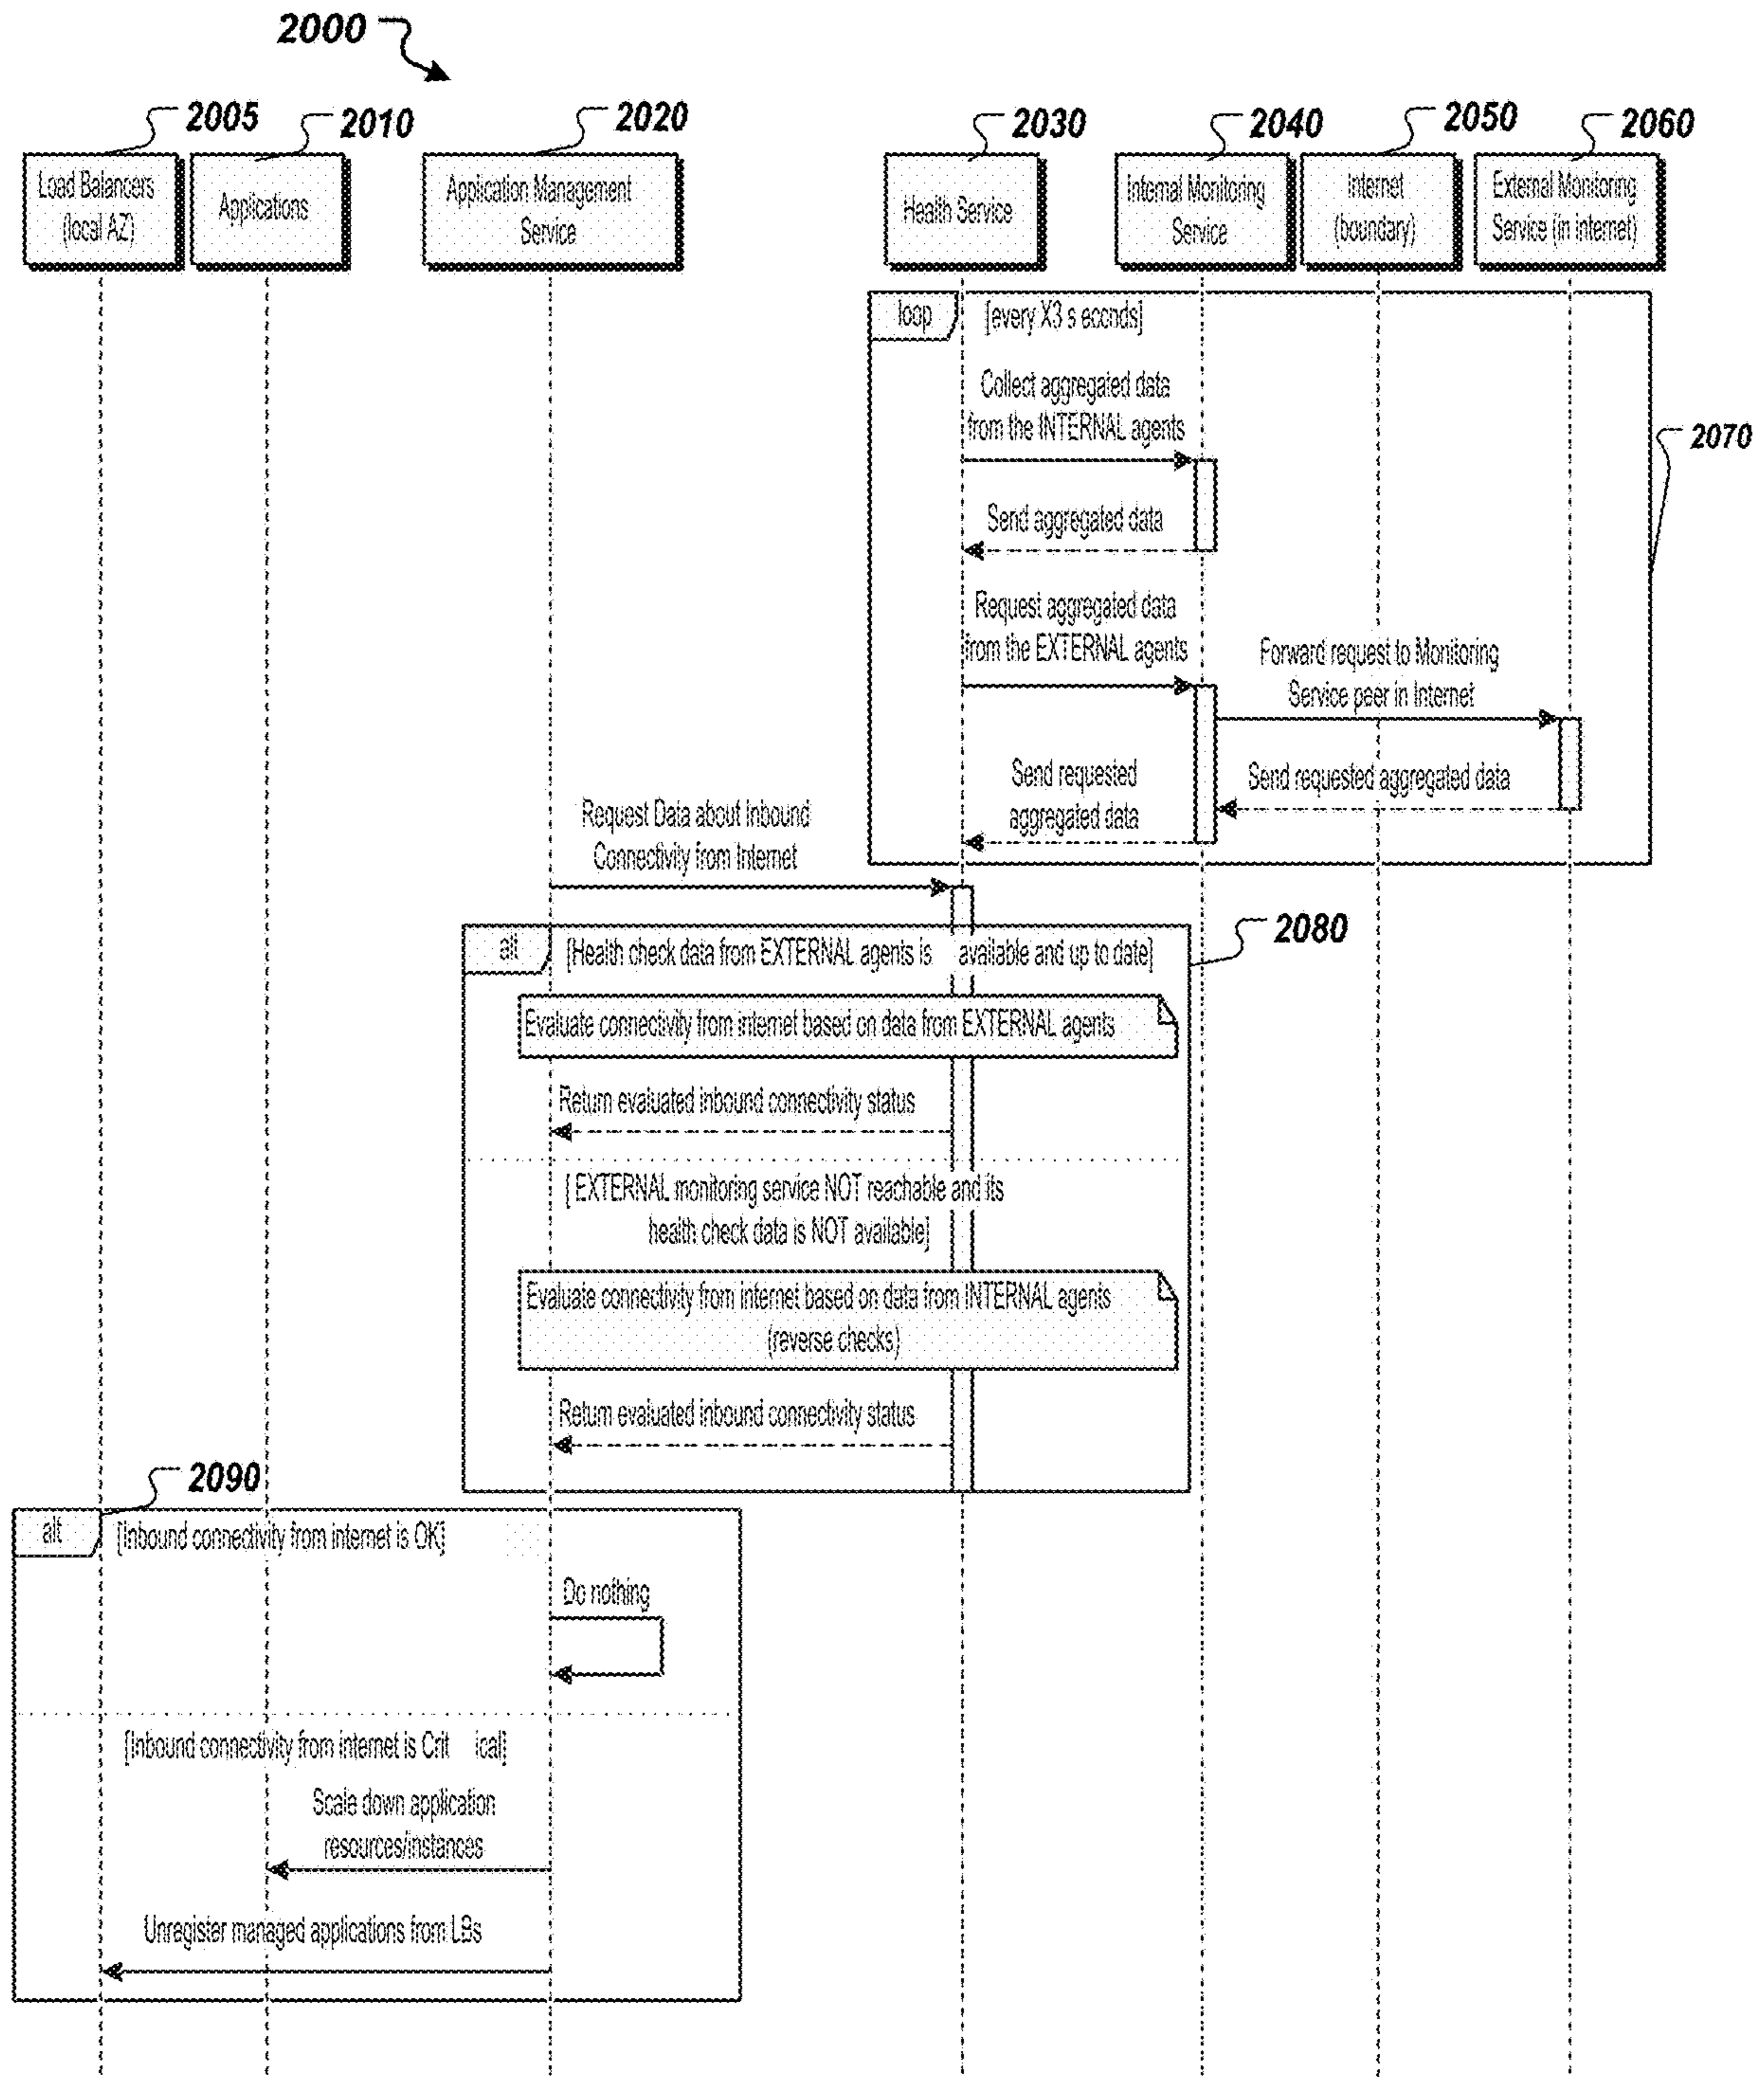 2000
2005
2010
2020
2030
2040
2050
2060
Load Balancers
(local AZ)
Applications
Application Management
Service
Health Service
Internal Monitoring
Service
Internet
(boundary)
External Monitoring
Service (in internet)
loop
[every X3 s econds]
Collect aggregated data
from the INTERNAL agents
2070
Send aggregated data
Request aggregated data
from the EXTERNAL agents
Forward request to Monitoring
Service peer in Internet
Send requested
aggregated data
Send requested aggregated data
Request Data about Inbound
Connectivity from Internet
2080
alt
[Health check data from EXTERNAL agents is available and up to date]
Evaluate connectivity from internet based on data from EXTERNAL agents
Return evaluated inbound connectivity status
[ EXTERNAL monitoring service NOT reachable and its
health check data is NOT available]
Evaluate connectivity from internet based on data from INTERNAL agents
(reverse checks)
Return evaluated inbound connectivity status
2090
alt
[Inbound connectivity from internet is OK]
Do nothing
[Inbound connectivity from internet is Crit ical]
Scale down application
resources/instances
Unregister managed applications from LBs